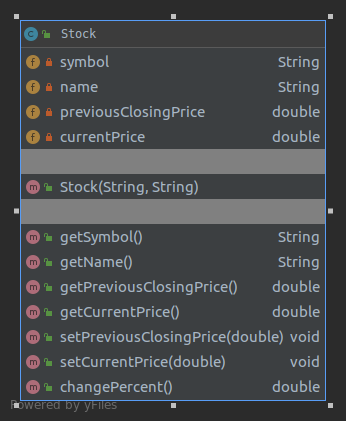 Stock
symbol String
name String
previousClosingPrice double
currentPrice double
Stock(String, String)
getSymbol() String
getName() String
getPreviousClosingPrice() double
getCurrentPrice() double
setPreviousClosingPrice(double) void
setCurrentPrice(double) void
changePercent() double
Powered by yFiles